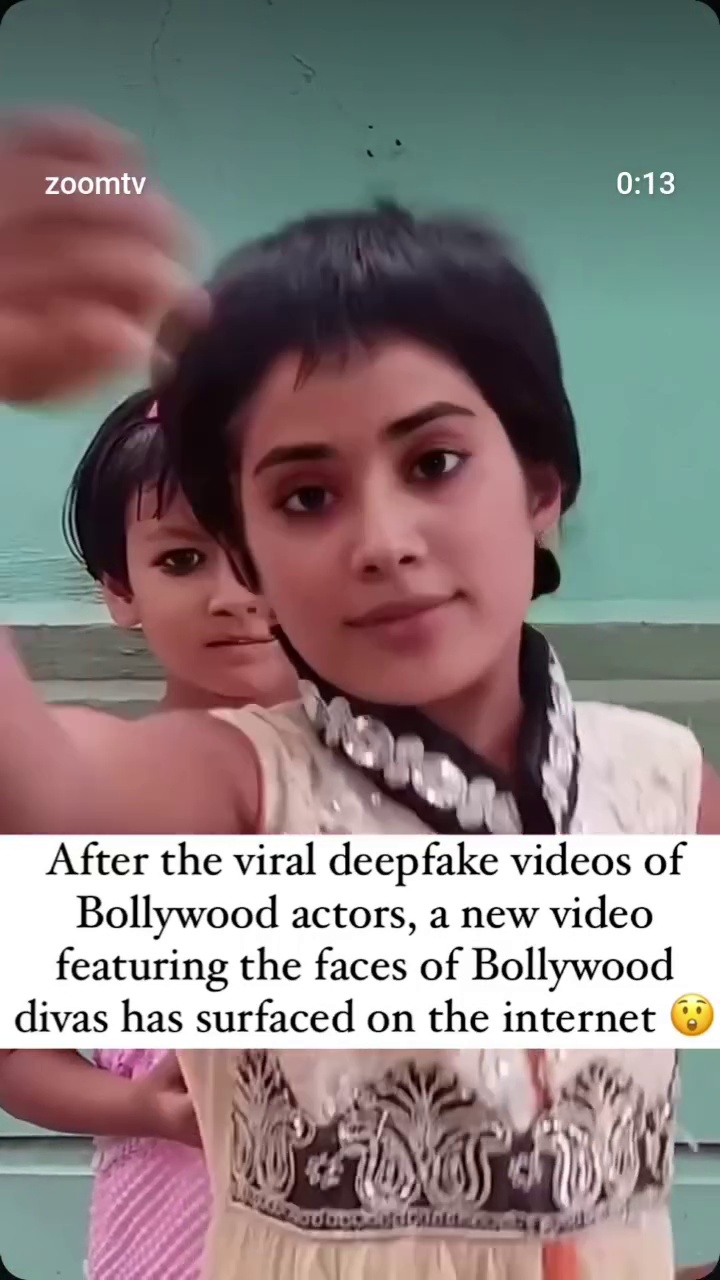 zoomtv
0:13
After the viral deepfake videos of
Bollywood actors, a new video
featuring the faces of Bollywood
divas has surfaced on the internet 😲